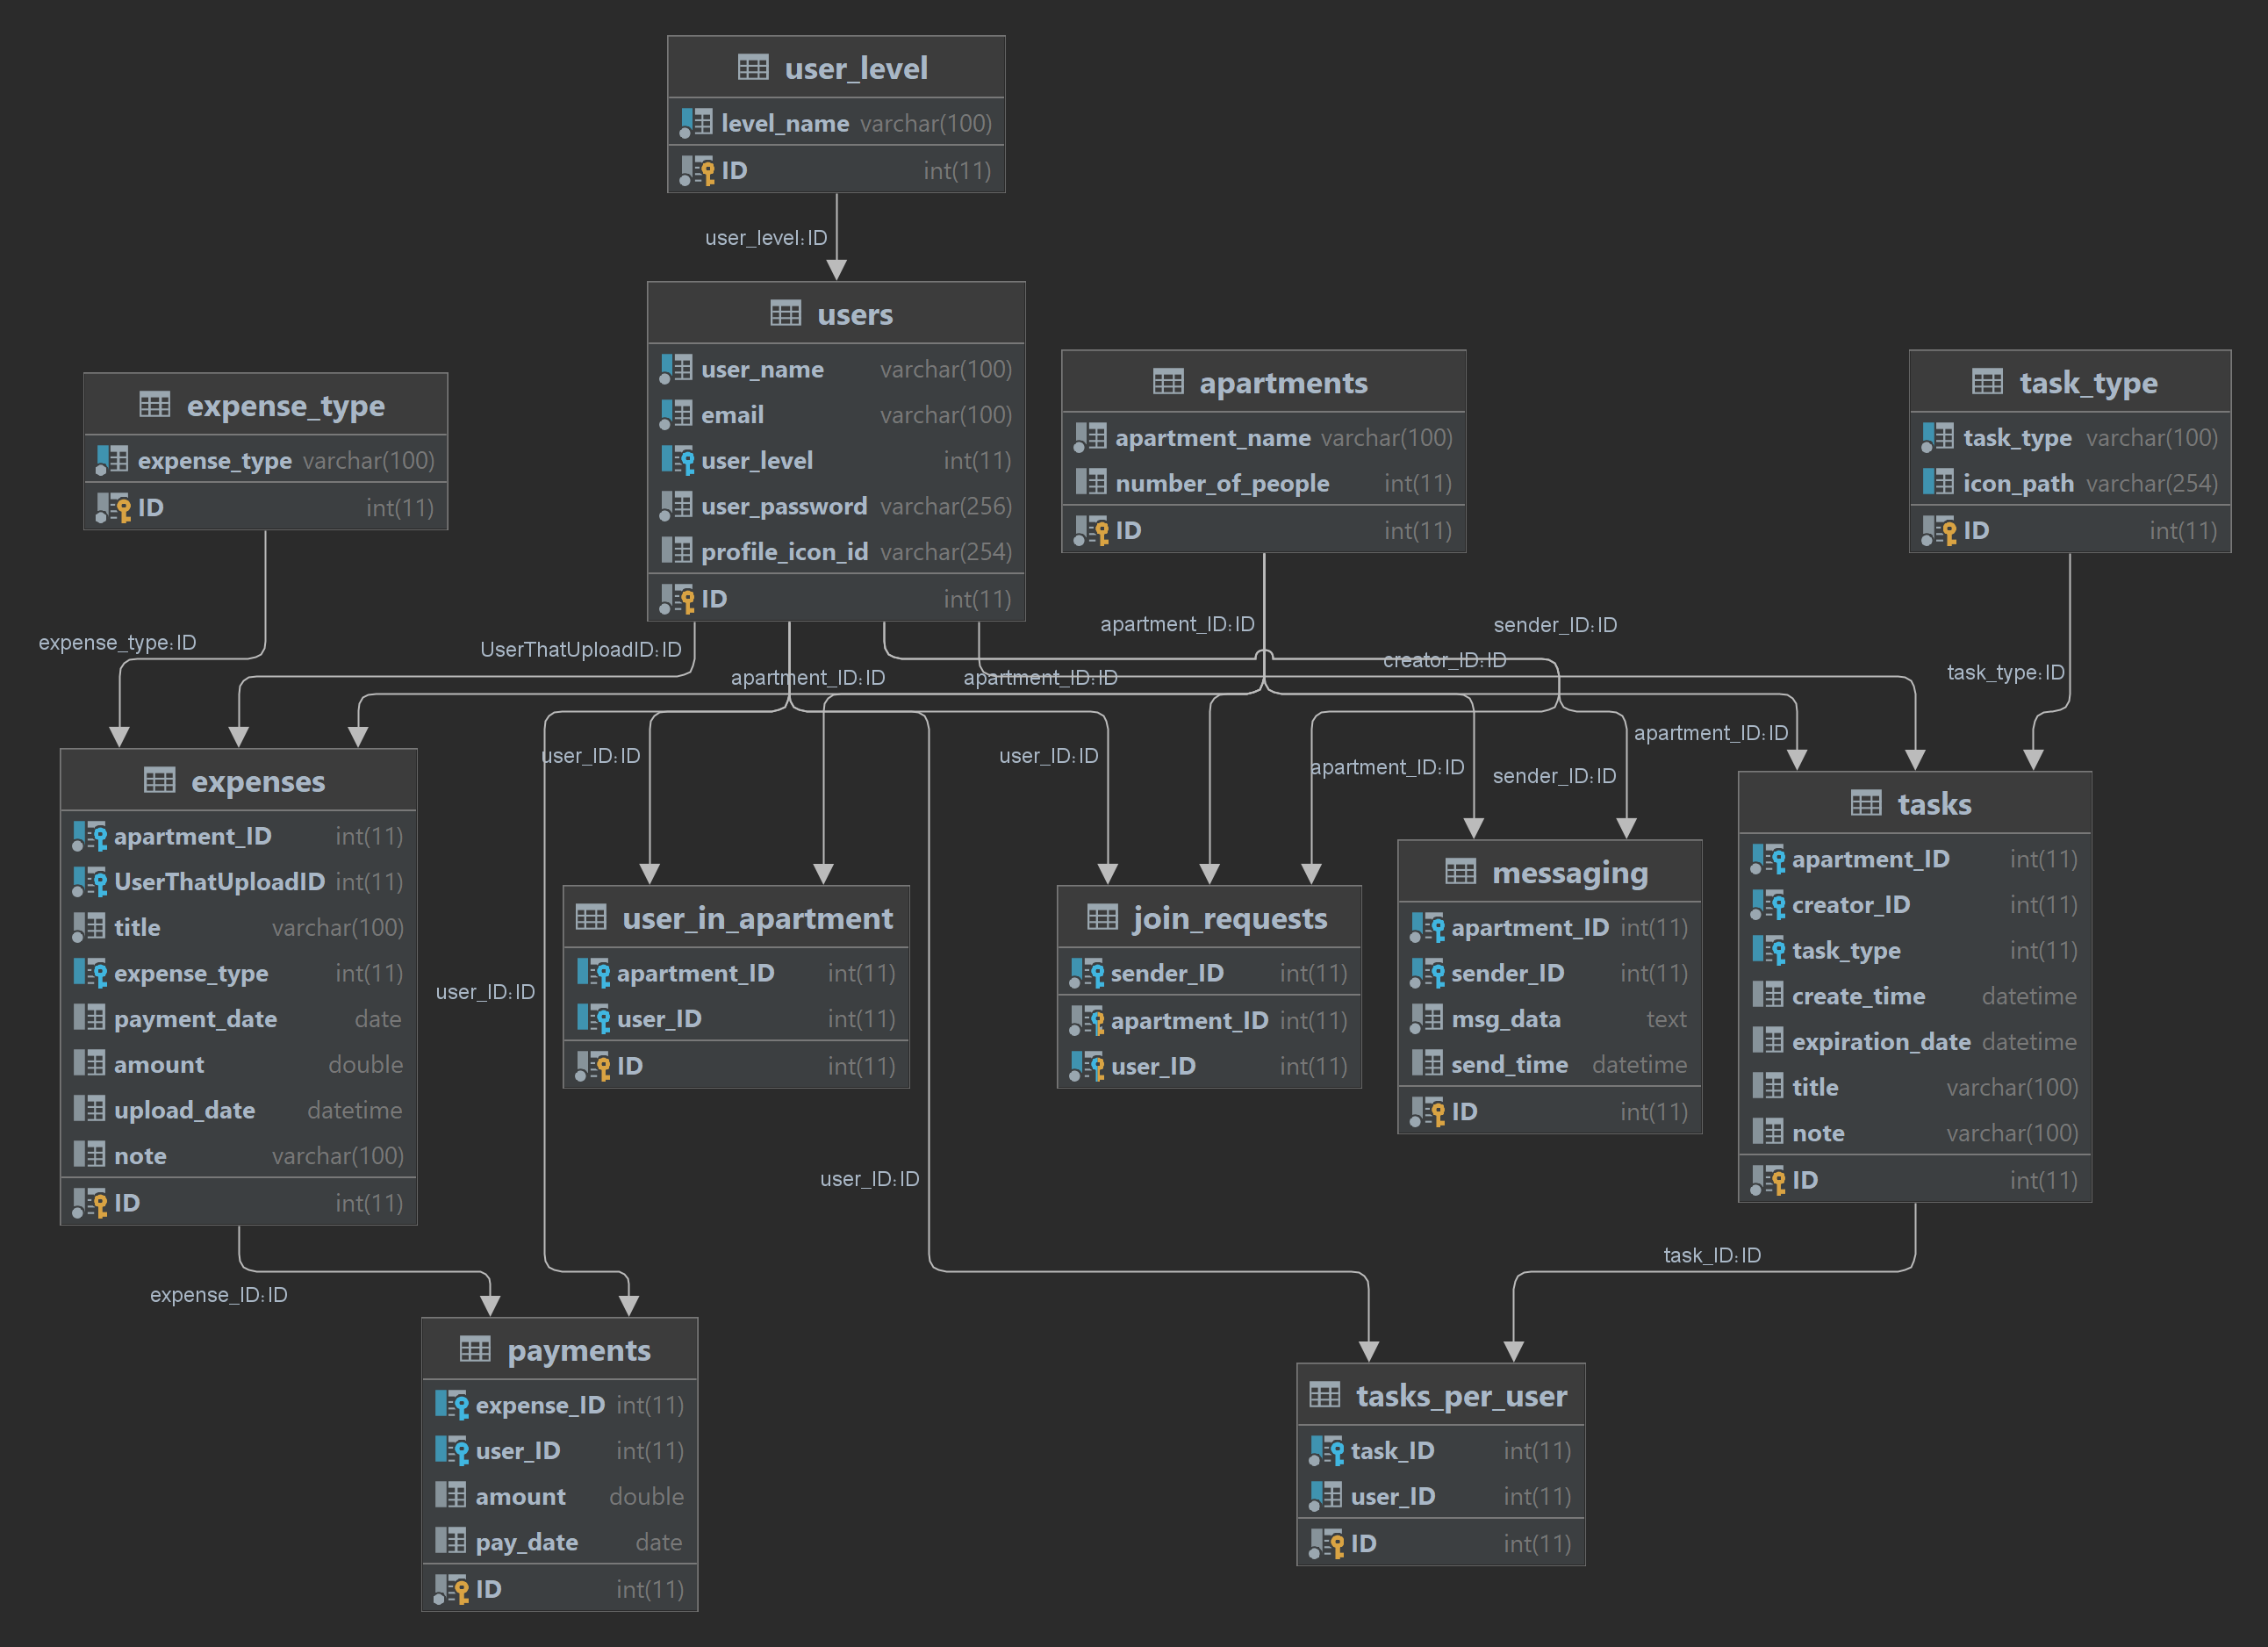 user_level
level_name varchar(100)
ID int(11)
user_level:ID
users
user_name varchar(100)
email varchar(100)
user_level int(11)
user_password varchar(256)
profile_icon_id varchar(254)
ID int(11)
apartments
apartment_name varchar(100)
number_of_people int(11)
ID int(11)
task_type
task_type varchar(100)
icon_path varchar(254)
ID int(11)
expense_type
expense_type varchar(100)
ID int(11)
expense_type:ID
UserThatUploadID:ID
apartment_ID:ID
sender_ID:ID
creator_ID:ID
task_type:ID
apartment_ID:ID
apartment_ID:ID
apartment_ID:ID
user_ID:ID
user_ID:ID
apartment_ID:ID
sender_ID:ID
expenses
apartment_ID int(11)
UserThatUploadID int(11)
title varchar(100)
expense_type int(11)
payment_date date
amount double
upload_date datetime
note varchar(100)
ID int(11)
user_in_apartment
apartment_ID int(11)
user_ID int(11)
ID int(11)
join_requests
sender_ID int(11)
apartment_ID int(11)
user_ID int(11)
messaging
apartment_ID int(11)
sender_ID int(11)
msg_data text
send_time datetime
ID int(11)
tasks
apartment_ID int(11)
creator_ID int(11)
task_type int(11)
create_time datetime
expiration_date datetime
title varchar(100)
note varchar(100)
ID int(11)
user_ID:ID
user_ID:ID
task_ID:ID
expense_ID:ID
payments
expense_ID int(11)
user_ID int(11)
amount double
pay_date date
ID int(11)
tasks_per_user
task_ID int(11)
user_ID int(11)
ID int(11)